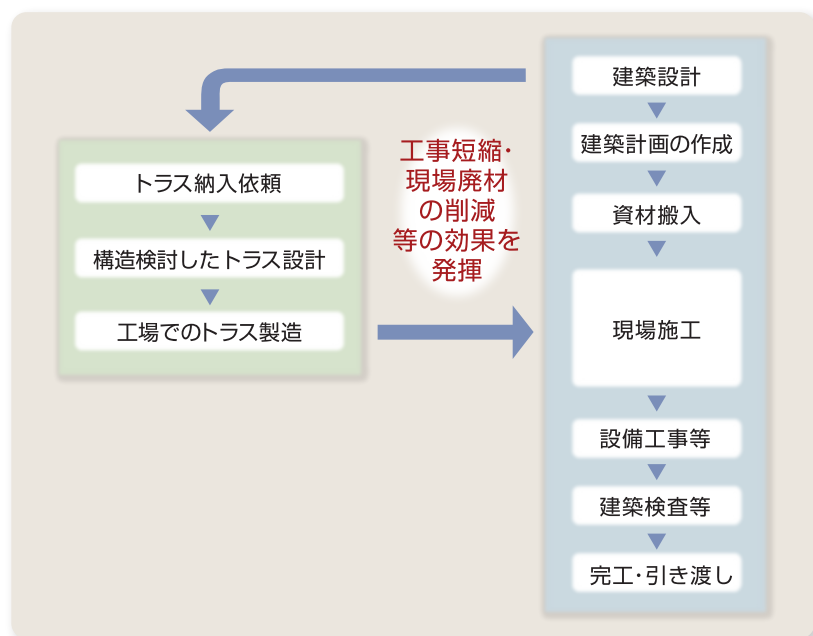 建築設計
建築計画の作成
資材搬入
現場施工
設備工事等
建築検査等
完工・引き渡し
トラス納入依頼
構造検討したトラス設計
工場でのトラス製造
工事短縮・
現場廃材
の削減
等の効果を
発揮